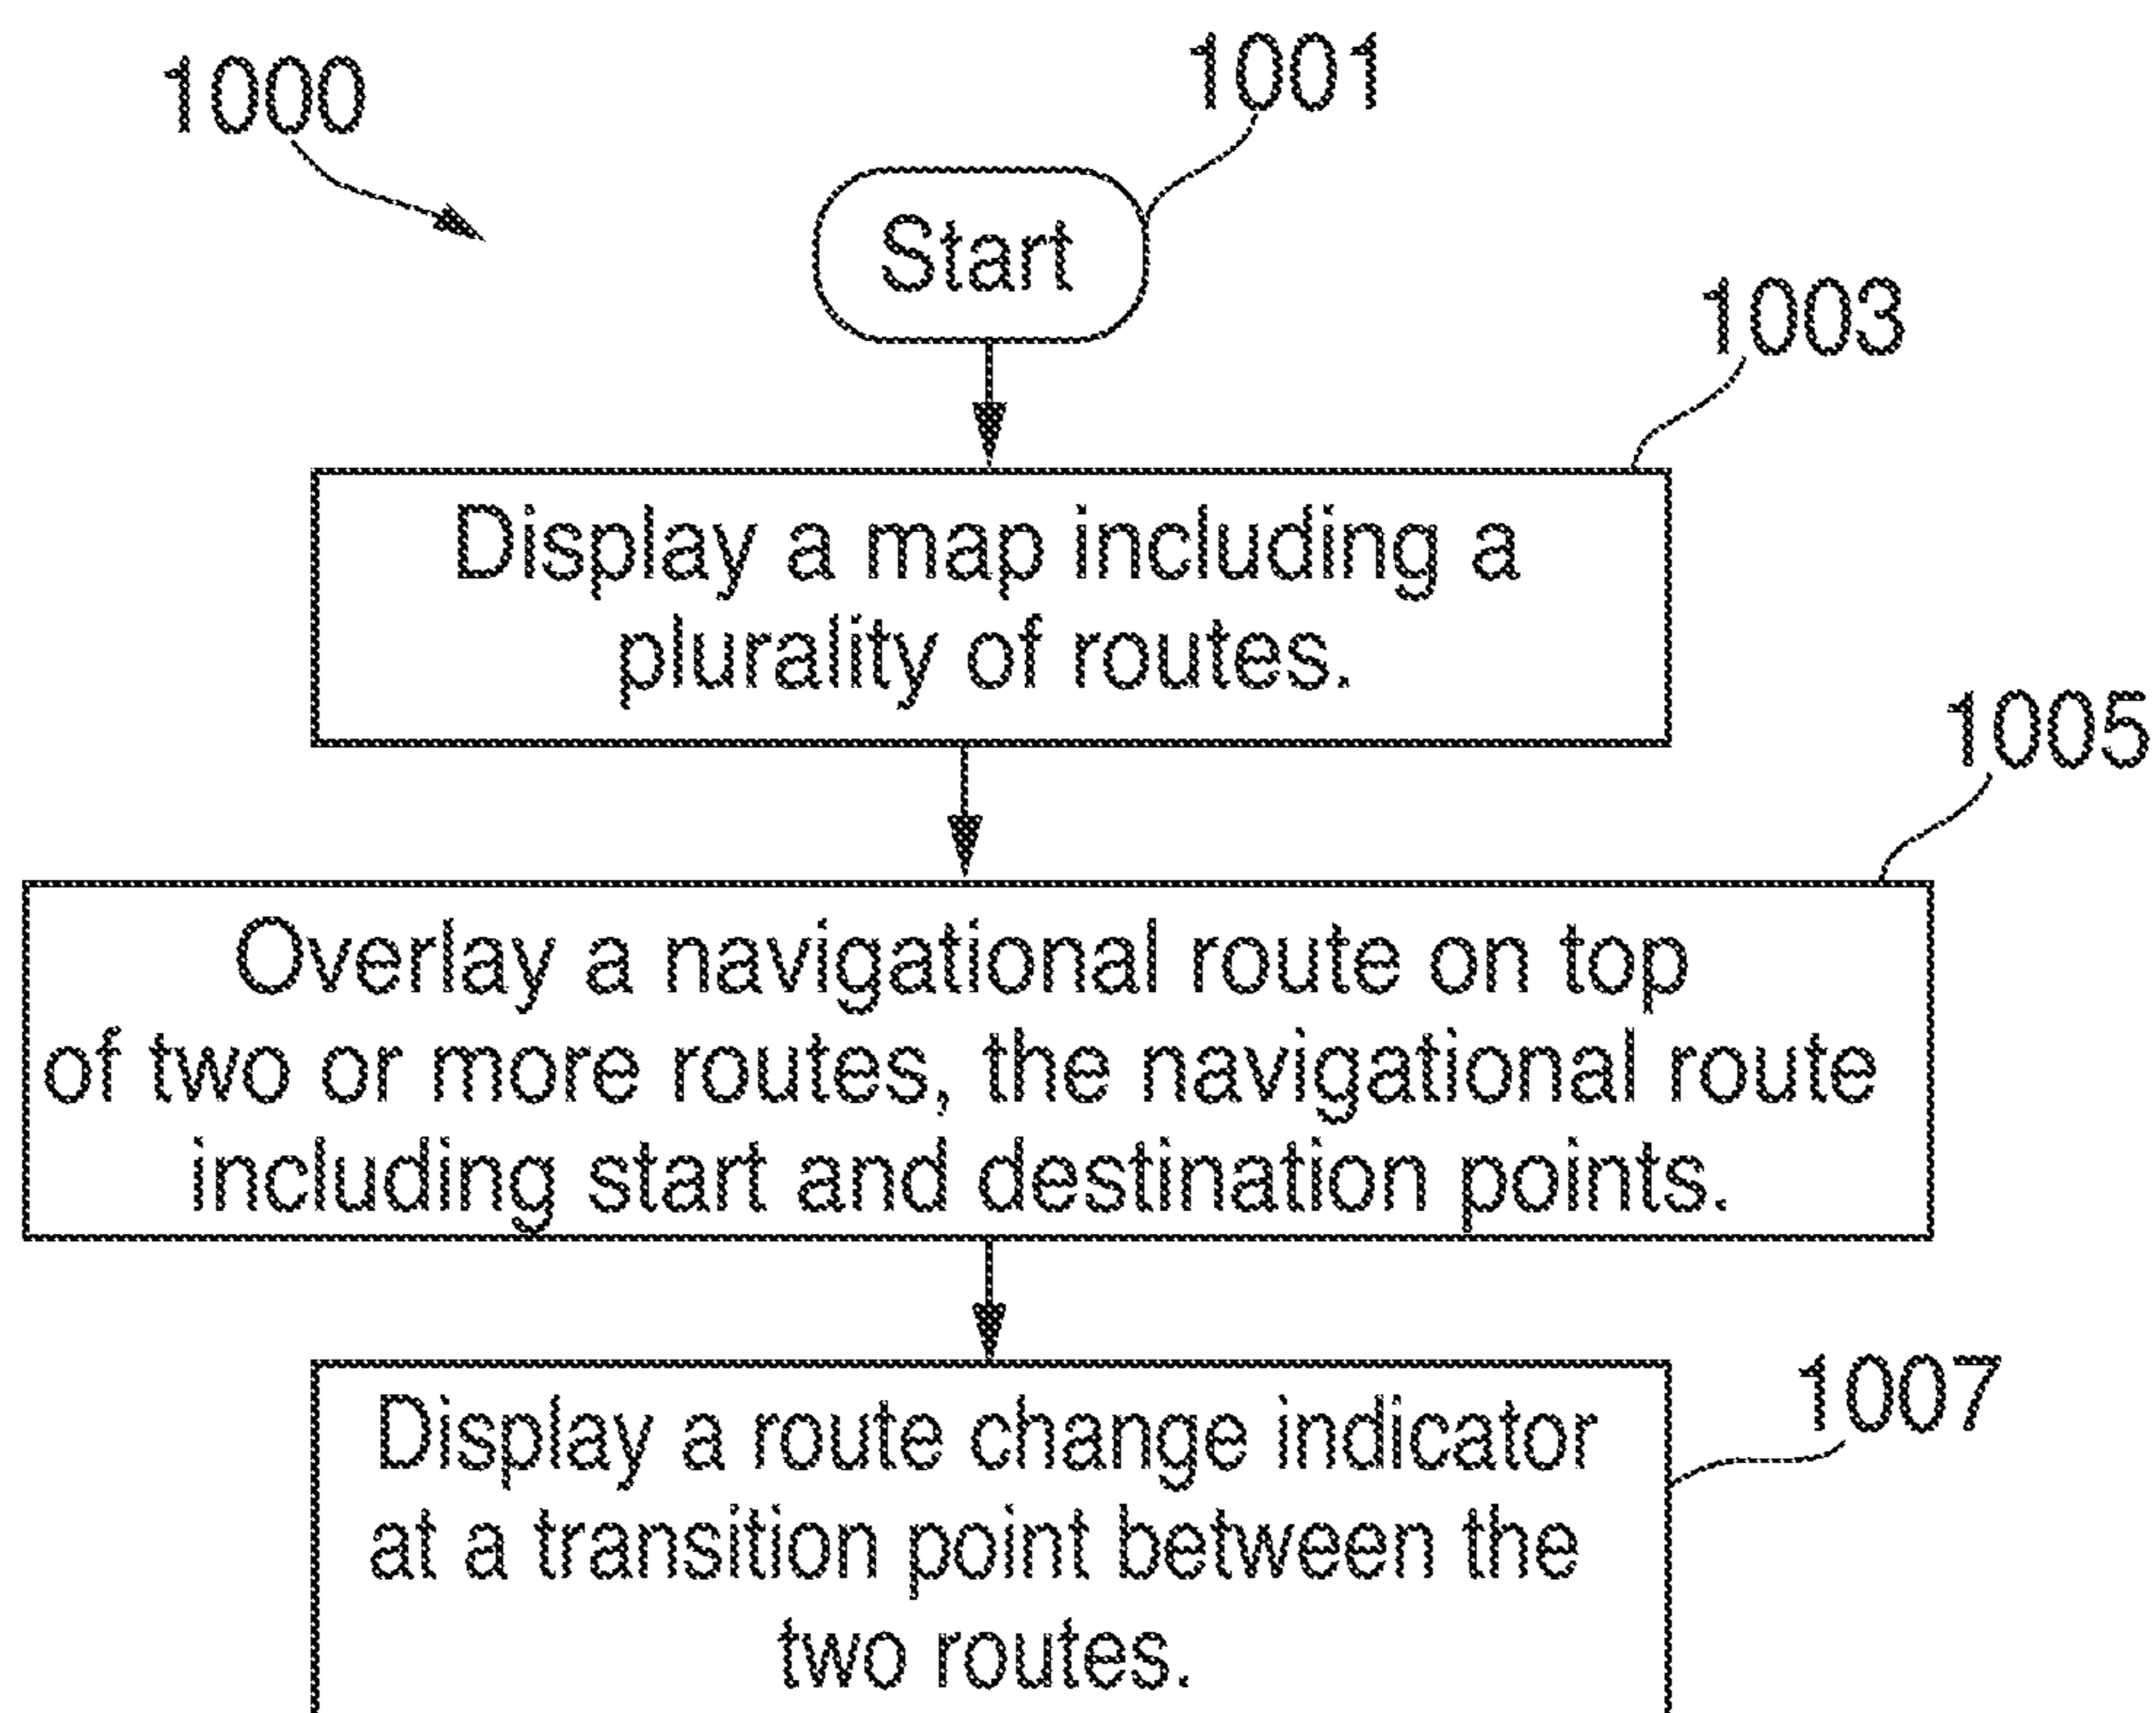 1000
1001
Start
1003
Display a map including a
plurality of routes.
1005
Overlay a navigational route on top
of two or more routes, the navigational route
including start and destination points.
1007
Display a route change indicator
at a transition point between the
two routes.